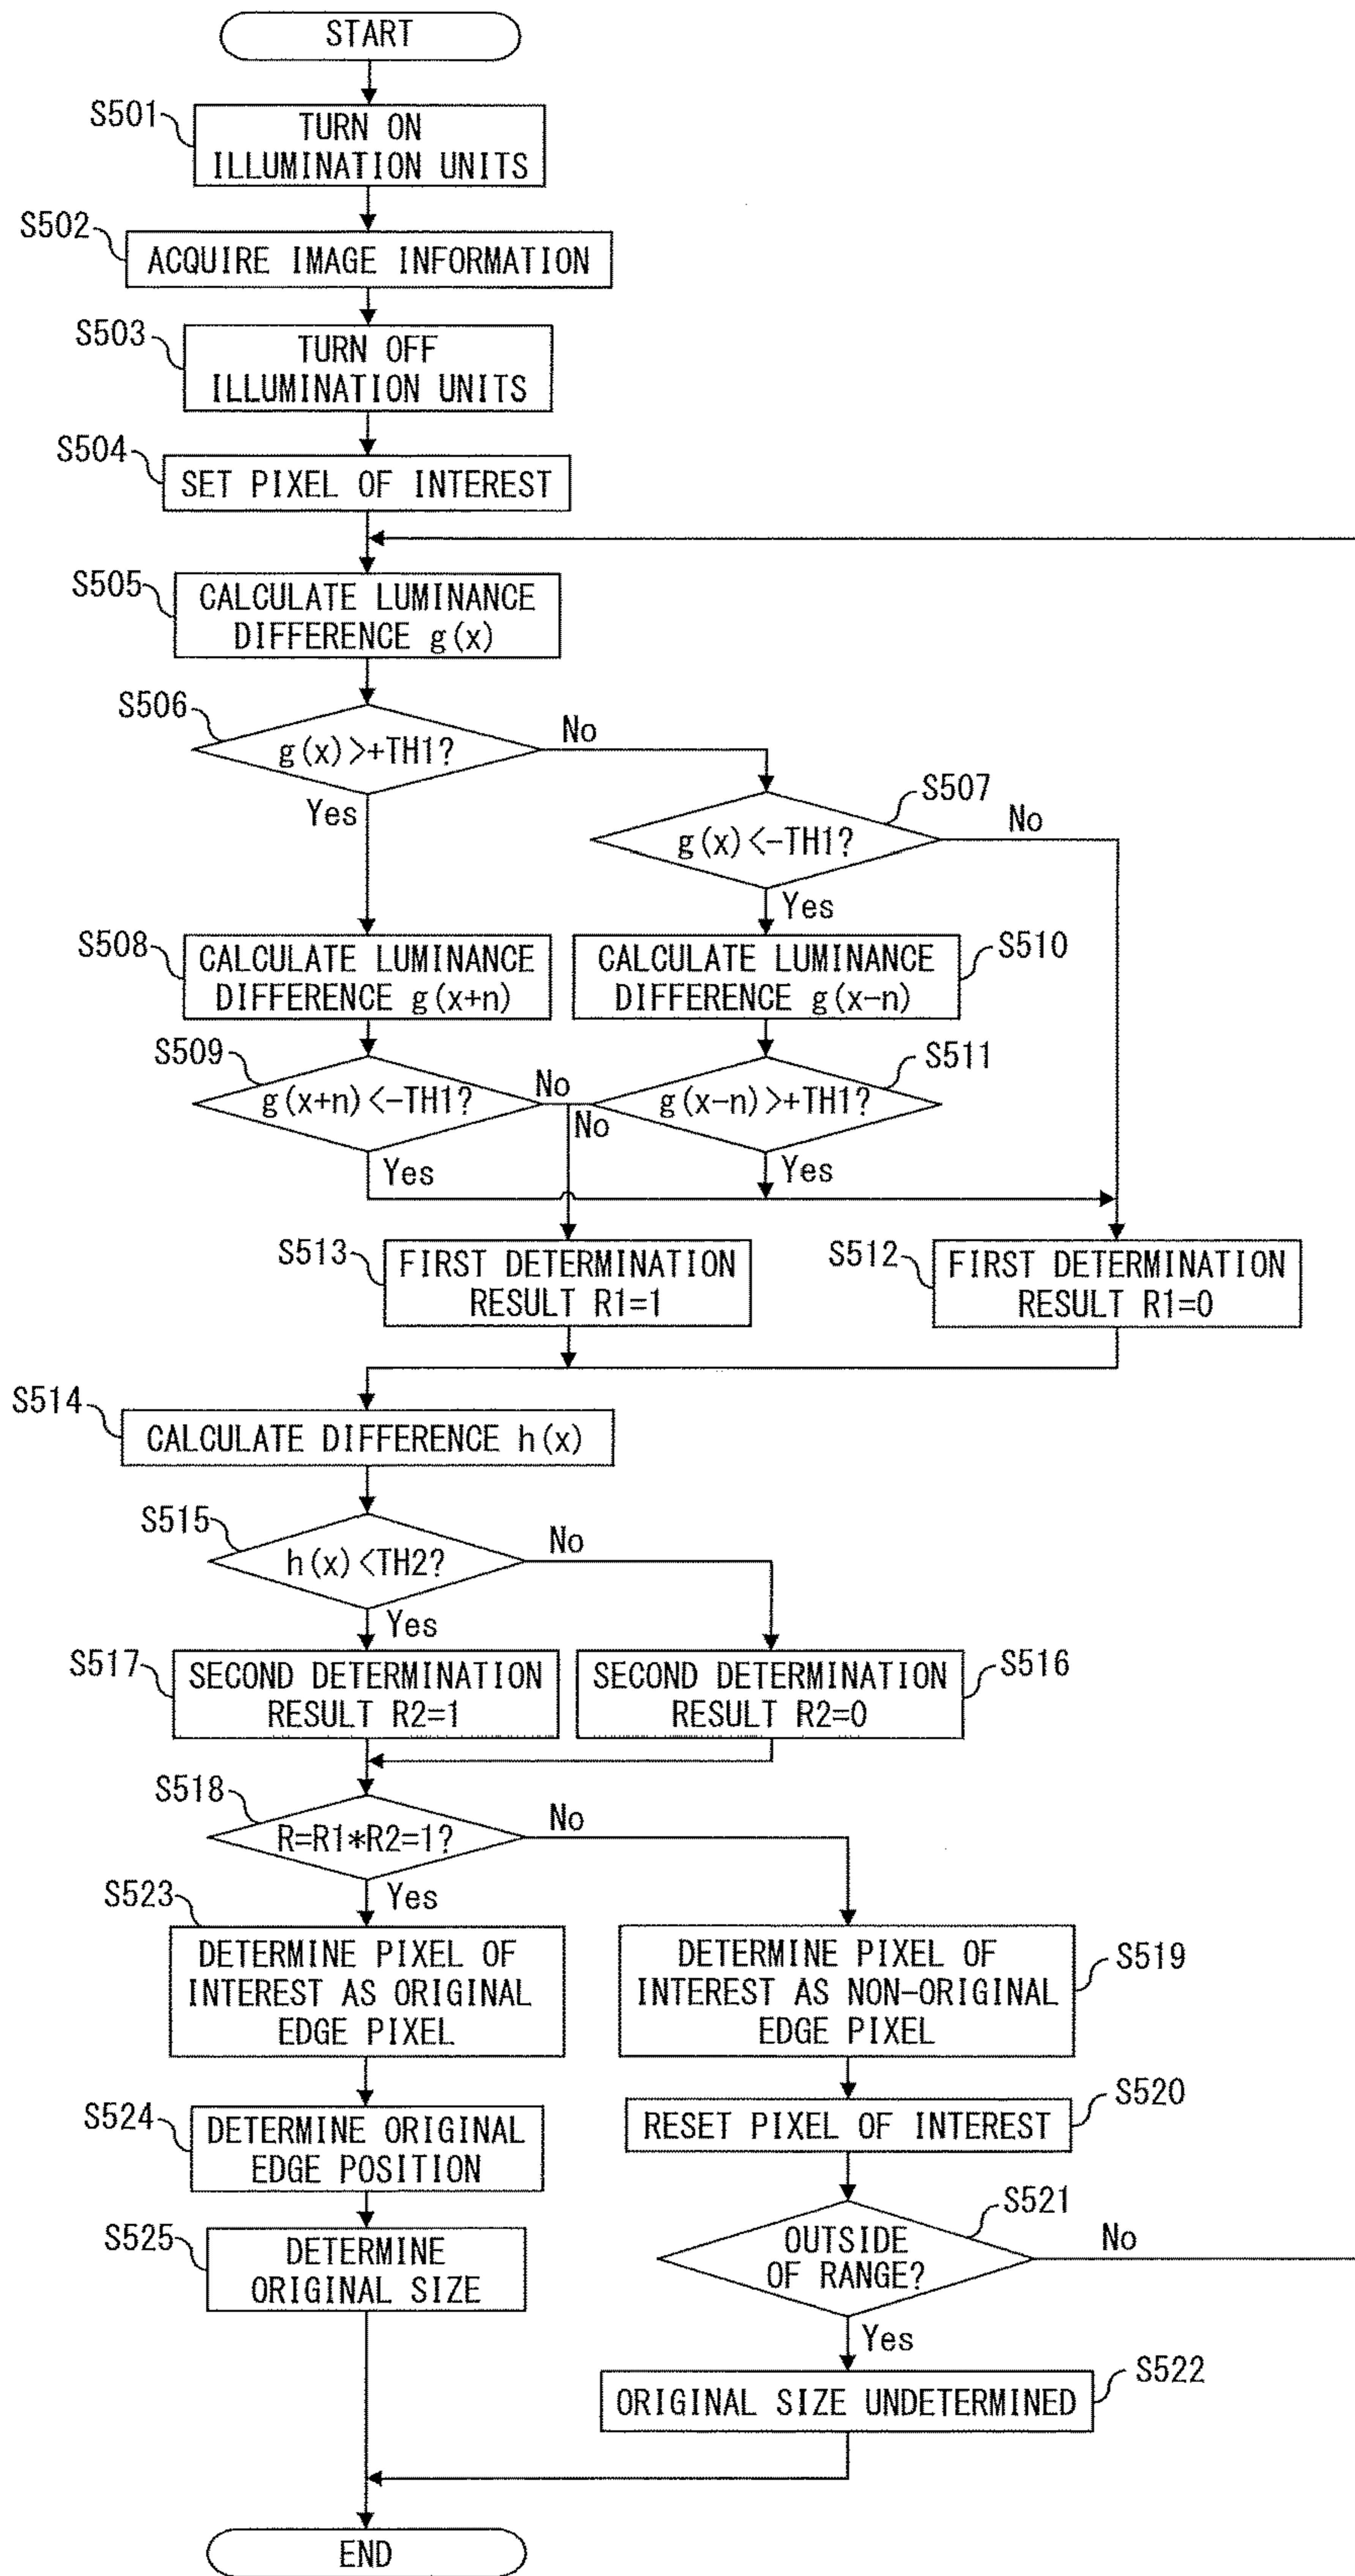 START
S501
TURN ON
ILLUMINATION UNITS
S502
ACQUIRE IMAGE INFORMATION
S503
TURN OFF
ILLUMINATION UNITS
S504
SET PIXEL OF INTEREST
S505
CALCULATE LUMINANCE
DIFFERENCE g(x)
S506
g(x)>+TH1?
No
Yes
S507
g(x)<-TH1?
No
Yes
S508
CALCULATE LUMINANCE
DIFFERENCE g(x+n)
S510
CALCULATE LUMINANCE
DIFFERENCE g(x-n)
S509
g(x+n)<-TH1?
No
Yes
S511
g(x-n)>+TH1?
No
Yes
S513
FIRST DETERMINATION
RESULT R1=1
S512
FIRST DETERMINATION
RESULT R1=0
S514
CALCULATE DIFFERENCE h(x)
S515
h(x)<TH2?
No
Yes
S517
SECOND DETERMINATION
RESULT R2=1
S516
SECOND DETERMINATION
RESULT R2=0
S518
R=R1*R2=1?
No
Yes
S523
DETERMINE PIXEL OF
INTEREST AS ORIGINAL
EDGE PIXEL
S519
DETERMINE PIXEL OF
INTEREST AS NON-ORIGINAL
EDGE PIXEL
S524
DETERMINE ORIGINAL
EDGE POSITION
S520
RESET PIXEL OF INTEREST
S525
DETERMINE
ORIGINAL SIZE
S521
OUTSIDE
OF RANGE?
No
Yes
S522
ORIGINAL SIZE UNDETERMINED
END